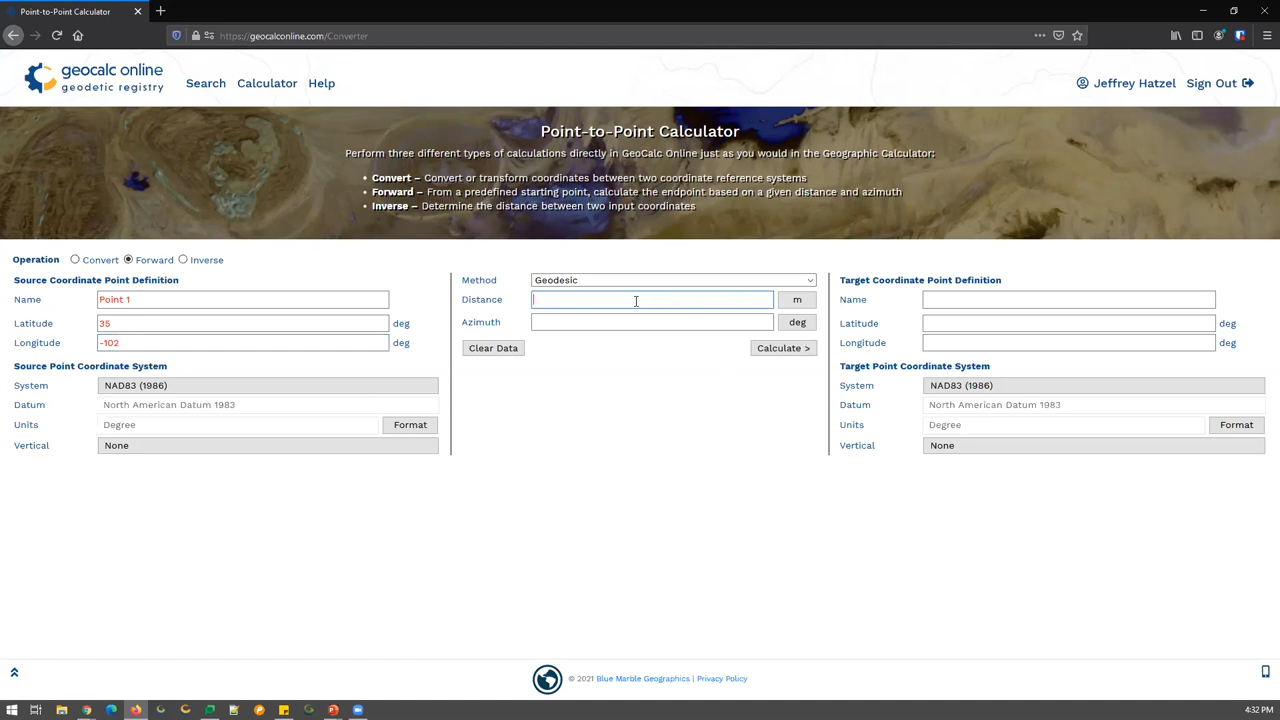 Point-to-Point Calculator
https://geocalconline.com/Converter
geocalc online
geodetic registry
Search Calculator Help
Jeffrey Hatzel Sign Out
Point-to-Point Calculator
Perform three different types of calculations directly in GeoCalc Online just as you would in the Geographic Calculator:
• Convert – Convert or transform coordinates between two coordinate reference systems
• Forward – From a predefined starting point, calculate the endpoint based on a given distance and azimuth
• Inverse – Determine the distance between two input coordinates
Operation Convert Forward Inverse
Source Coordinate Point Definition
Name Point 1
Latitude 35 deg
Longitude -102 deg
Source Point Coordinate System
System NAD83 (1986)
Datum North American Datum 1983
Units Degree Format
Vertical None
Method Geodesic
Distance m
Azimuth deg
Clear Data Calculate >
Target Coordinate Point Definition
Name
Latitude deg
Longitude deg
Target Point Coordinate System
System NAD83 (1986)
Datum North American Datum 1983
Units Degree Format
Vertical None
© 2021 Blue Marble Geographics | Privacy Policy
4:32 PM